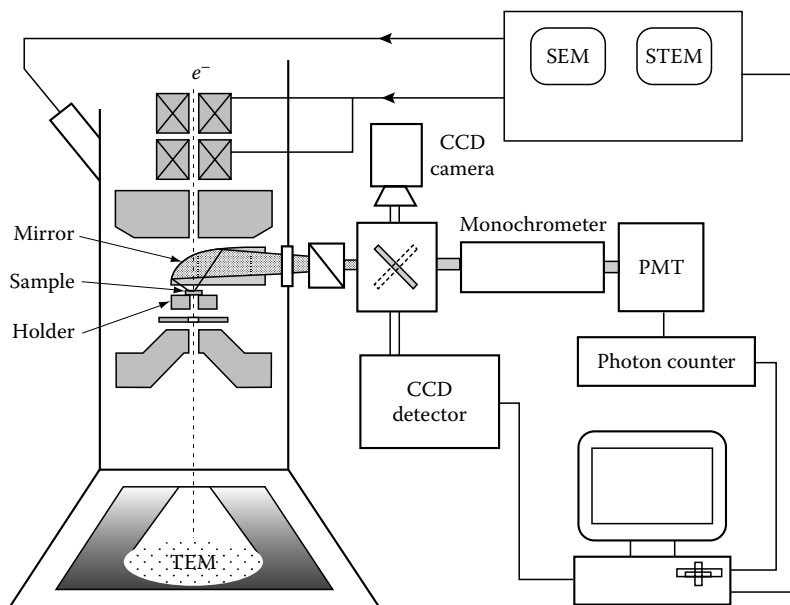 SEM
STEM
e−
CCD
camera
Mirror
Monochrometer
PMT
Sample
Holder
Photon counter
CCD
detector
TEM